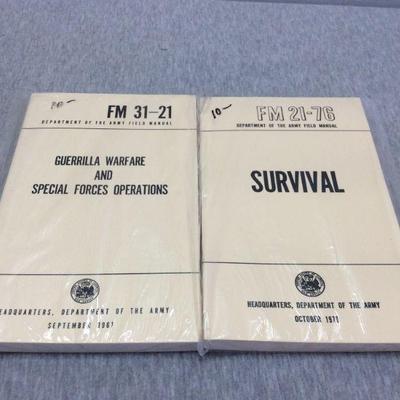 FM 31-21
DEPARTMENT OF THE ARMY FIELD MANUAL
GUERRILLA WARFARE
AND
SPECIAL FORCES OPERATIONS
HEADQUARTERS, DEPARTMENT OF THE ARMY
SEPTEMBER 1961
10-
FM 21-76
DEPARTMENT OF THE ARMY FIELD MANUAL
SURVIVAL
HEADQUARTERS, DEPARTMENT OF THE ARMY
OCTOBER 1971